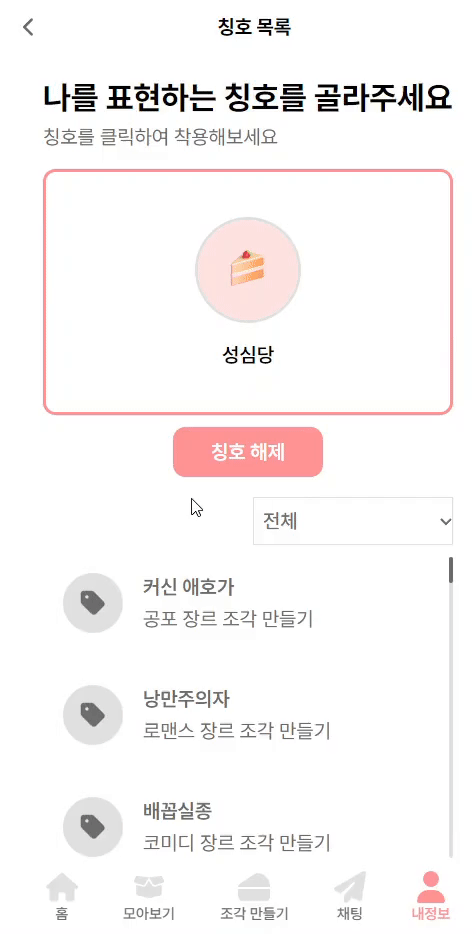 칭호 목록
나를 표현하는 칭호를 골라주세요
칭호를 클릭하여 착용해보세요
성심당
칭호 해제
전체
커신 애호가
공포 장르 조각 만들기
낭만주의자
로맨스 장르 조각 만들기
배꼽실종
코미디 장르 조각 만들기
홈
모아보기
조각 만들기
채팅
내정보